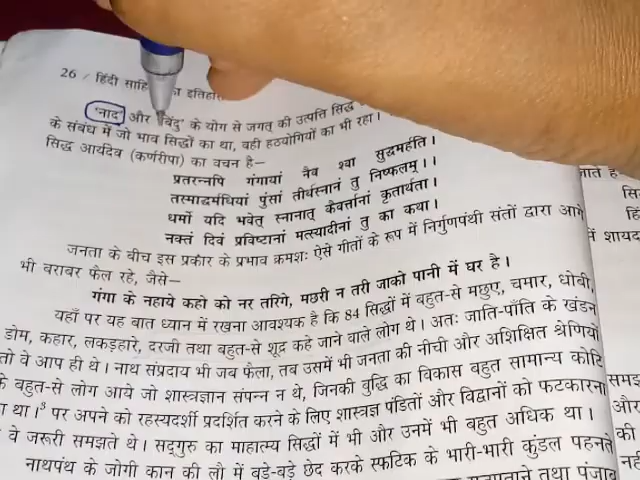 26 / हिंदी साहि का इतिहास
'नाद' और 'बिंदु' के योग से जगत् की उत्पति सिद्ध
के संबंध में जो भाव सिद्धों का था, वही हठयोगियों का भी रहा।
सिद्ध आर्यदेव (कर्णरीपा) का वचन है—
प्रतरन्नपि गंगायां नैव श्वा सुद्धमर्हति।
तस्माद्धर्मधियां पुंसां तीर्थस्नानं तु निष्फलम्।।
धर्मो यदि भवेत् स्नानात् कैवर्त्तानां कृतार्थता।
नक्तं दिवं प्रविष्टानां मत्स्यादीनां तु का कथा।
जनता के बीच इस प्रकार के प्रभाव क्रमशः ऐसे गीतों के रूप में निर्गुणपंथी संतों द्वारा आगे
भी बराबर फैल रहे, जैसे—
गंगा के नहाये कहो को नर तरिगे, मछरी न तरी जाको पानी में घर है।
यहाँ पर यह बात ध्यान में रखना आवश्यक है कि 84 सिद्धों में बहुत-से मछुए, चमार, धोबी,
डोम, कहार, लकड़हारे, दरजी तथा बहुत-से शूद्र कहे जाने वाले लोग थे। अतः जाति-पाँति के खंडन
तो वे आप ही थे। नाथ संप्रदाय भी जब फैला, तब उसमें भी जनता की नीची और अशिक्षित श्रेणियों
के बहुत-से लोग आये जो शास्त्रज्ञान संपन्न न थे, जिनकी बुद्धि का विकास बहुत सामान्य कोटि
था।³ पर अपने को रहस्यदर्शी प्रदर्शित करने के लिए शास्त्रज्ञ पंडितों और विद्वानों को फटकारना
वे जरूरी समझते थे। सद्गुरु का माहात्म्य सिद्धों में भी और उनमें भी बहुत अधिक था।
नाथपंथ के जोगी कान की लौ में बड़े-बड़े छेद करके स्फटिक के भारी-भारी कुंडल पहनते
तथा पंजाब